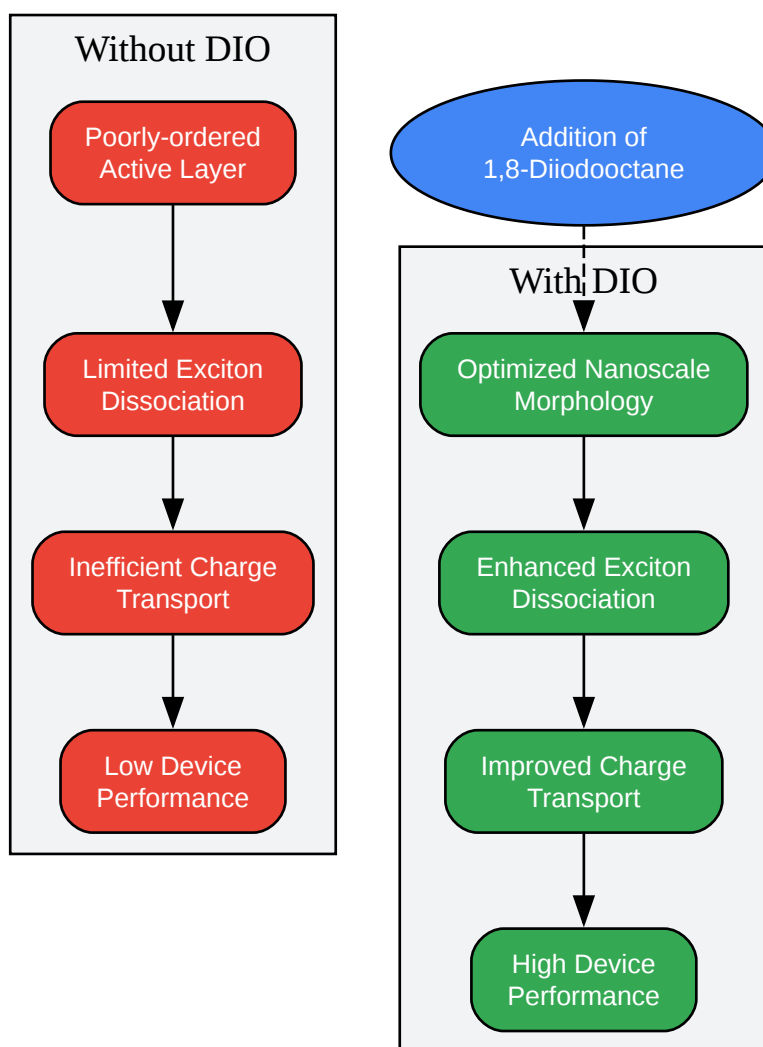 Without DIO
Poorly-ordered
Active Layer
Limited Exciton
Dissociation
Inefficient Charge
Transport
Low Device
Performance
Addition of
1,8-Diiodooctane
With DIO
Optimized Nanoscale
Morphology
Enhanced Exciton
Dissociation
Improved Charge
Transport
High Device
Performance